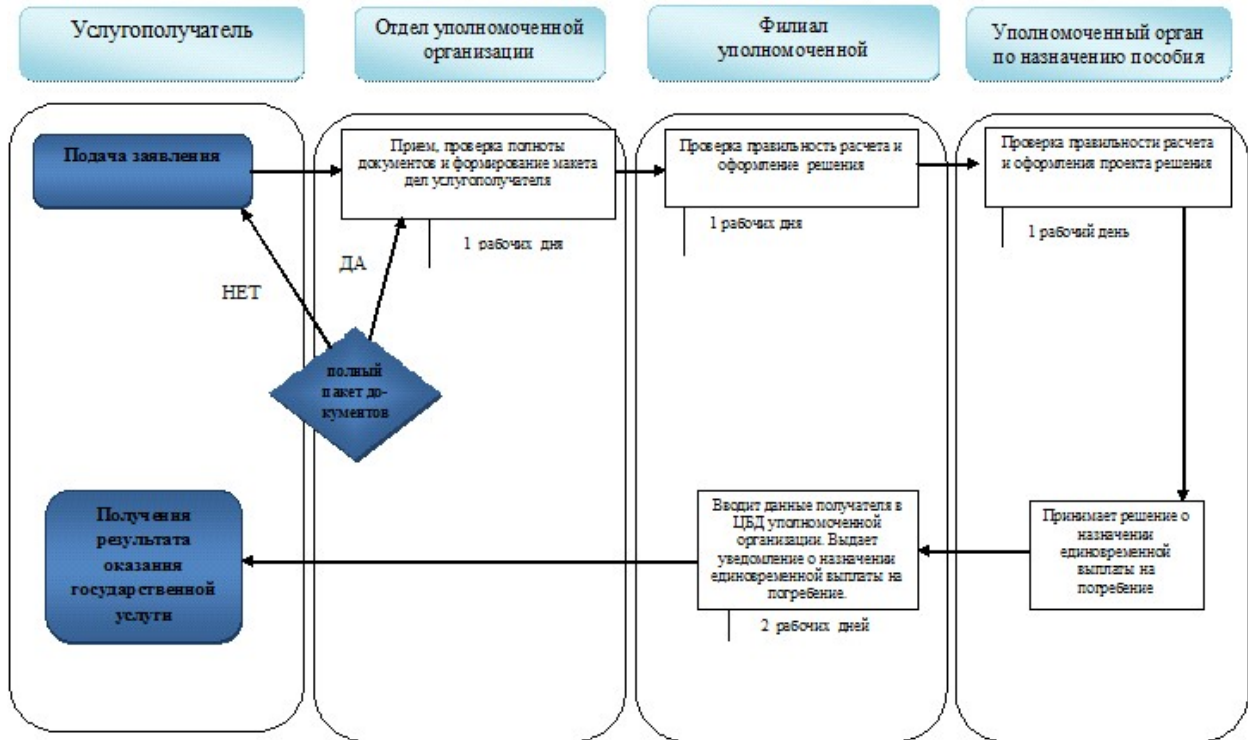 Услугополучатель
Отдел уполномоченной
организации
Филиал
уполномоченной
Уполномоченный орган
по назначению пособия
Подача заявления
Прием, проверка полноты
документов и формирование макета
дел услугополучателя
Проверка правильность расчета и
оформление решения
Проверка правильности расчета
и оформления проекта решения
1 рабочих дня
1 рабочих дня
1 рабочий день
ДА
НЕТ
полный
пакет до-
кументов
Получения
результата
оказания
государственной
услуги
Вводит данные получателя в
ЦБД уполномоченной
организации. Выдает
уведомление о назначении
единовременной выплаты на
погребение.
Принимает решение о
назначении
единовременной
выплаты на
погребение
2 рабочих дней